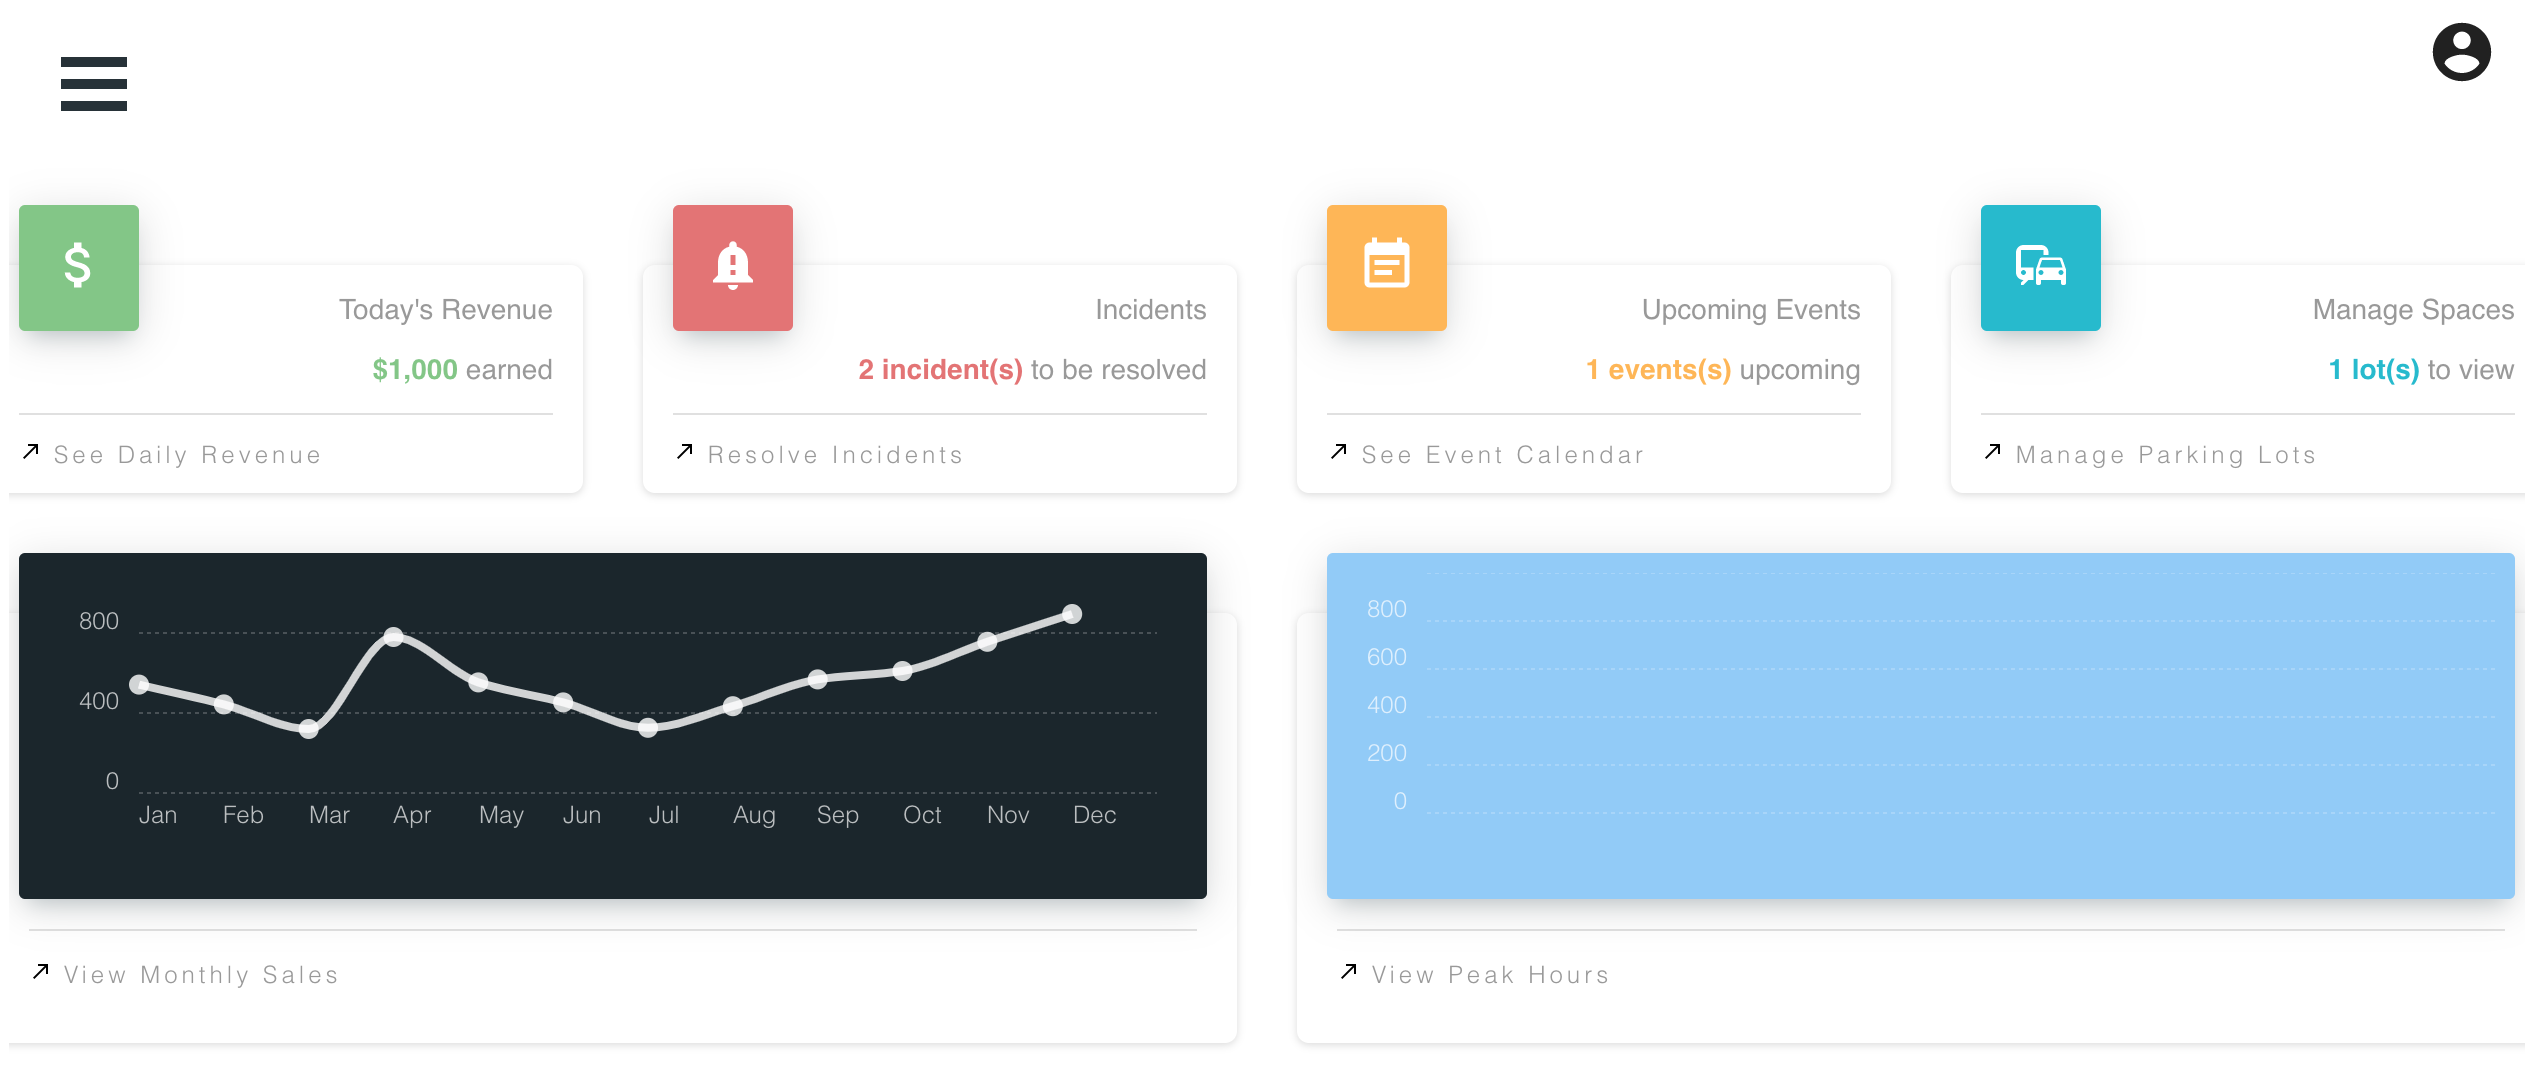 $
Today's Revenue
$1,000 earned
See Daily Revenue
Incidents
2 incident(s) to be resolved
Resolve Incidents
Upcoming Events
1 events(s) upcoming
See Event Calendar
Manage Spaces
1 lot(s) to view
Manage Parking Lots
800
400
0
Jan Feb Mar Apr May Jun Jul Aug Sep Oct Nov Dec
View Monthly Sales
800
600
400
200
0
View Peak Hours